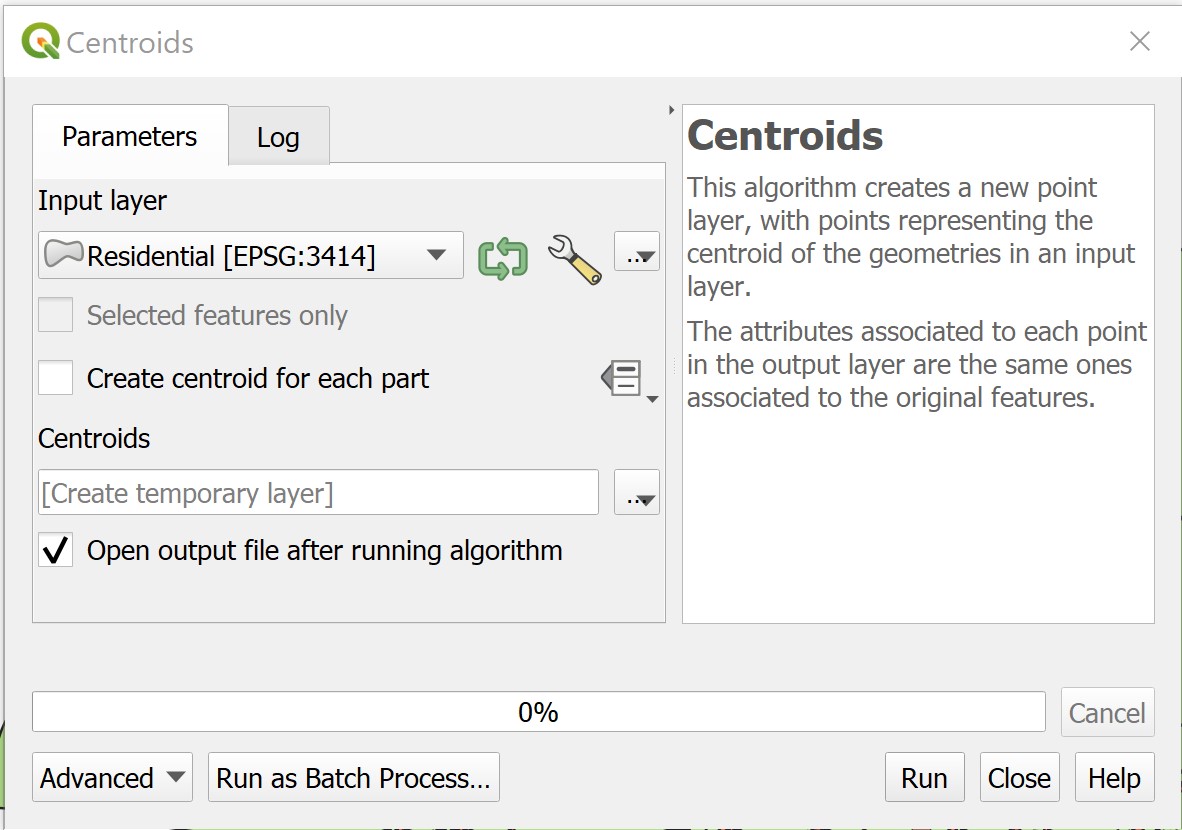 Centroids
Parameters
Log
Input layer
Residential [EPSG:3414]
...
Selected features only
Create centroid for each part
Centroids
[Create temporary layer]
...
Open output file after running algorithm
Centroids
This algorithm creates a new point
layer, with points representing the
centroid of the geometries in an input
layer.
The attributes associated to each point
in the output layer are the same ones
associated to the original features.
0%
Cancel
Advanced
Run as Batch Process...
Run
Close
Help